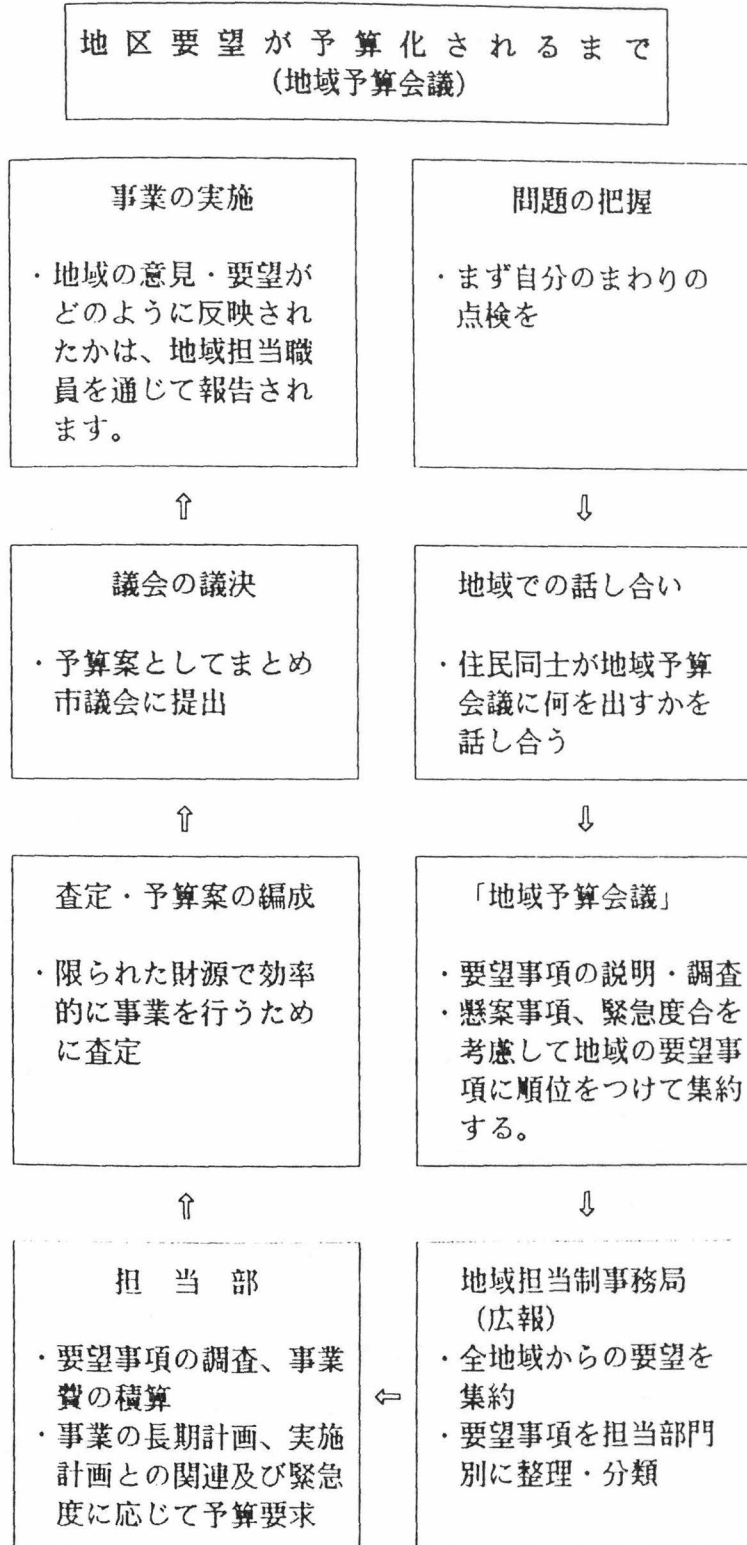 地区要望が予算化されるまで
(地域予算会議)
問題の把握
・まず自分のまわりの
点検を
⇩
地域での話し合い
・住民同士が地域予算
会議に何を出すかを
話し合う
⇩
「地域予算会議」
・要望事項の説明・調査
・懸案事項、緊急度合を
考慮して地域の要望事
項に順位をつけて集約
する。
⇩
地域担当制事務局
(広報)
・全地域からの要望を
集約
・要望事項を担当部門
別に整理・分類
⇦
担当部
・要望事項の調査、事業
費の積算
・事業の長期計画、実施
計画との関連及び緊急
度に応じて予算要求
⇧
査定・予算案の編成
・限られた財源で効率
的に事業を行うため
に査定
⇧
議会の議決
・予算案としてまとめ
市議会に提出
⇧
事業の実施
・地域の意見・要望が
どのように反映され
たかは、地域担当職
員を通じて報告され
ます。